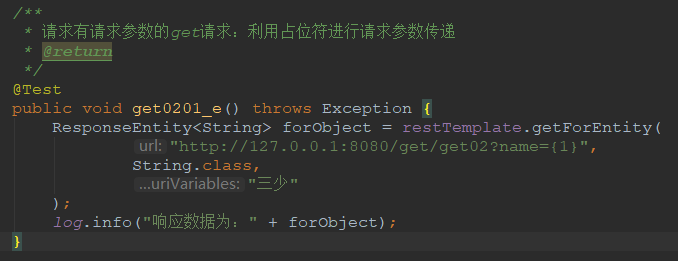 /**
 * 请求有请求参数的get请求：利用占位符进行请求参数传递
 * @return
 */
@Test
public void get0201_e() throws Exception {
    ResponseEntity<String> forObject = restTemplate.getForEntity(
            url: "http://127.0.0.1:8080/get/get02?name={1}",
            String.class,
            ...uriVariables: "三少"
    );
    log.info("响应数据为：" + forObject);
}